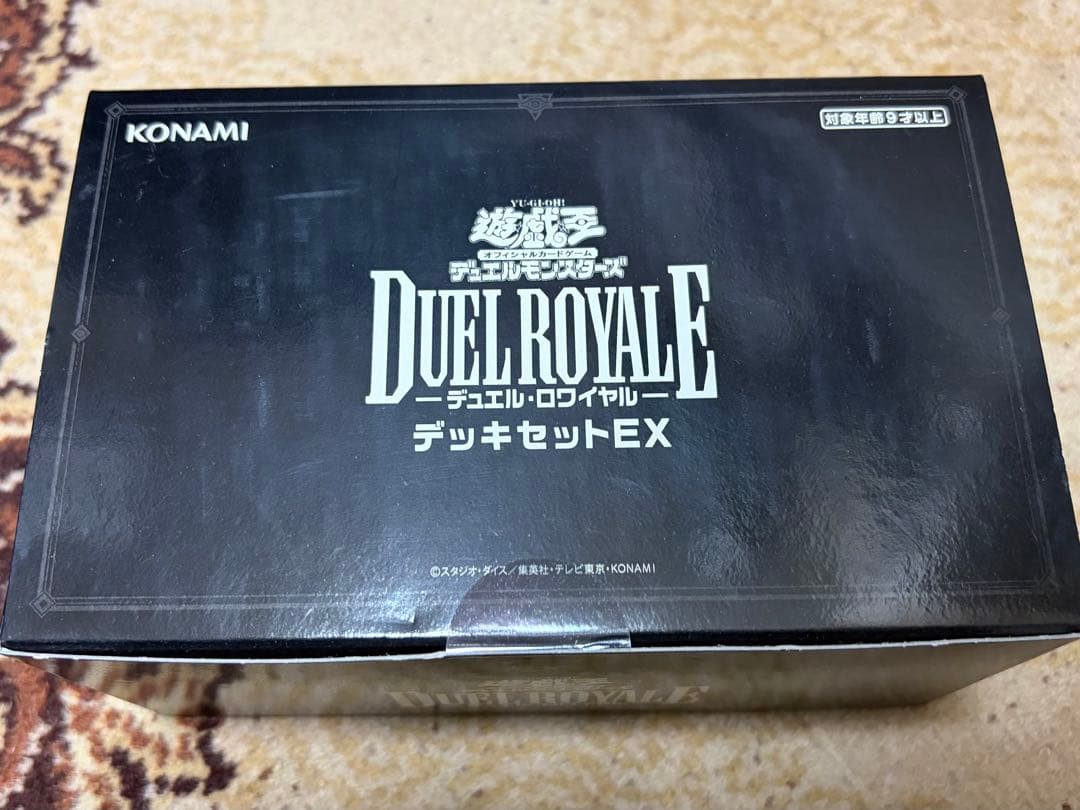 KONAMI
対象年齢9才以上
YU-GI-OH!
遊戯王
オフィシャルカードゲーム
デュエルモンスターズ
DUEL ROYALE
ーデュエル・ロワイヤルー
デッキセットEX
©スタジオ・ダイス/集英社・テレビ東京・KONAMI
DUEL ROYALE